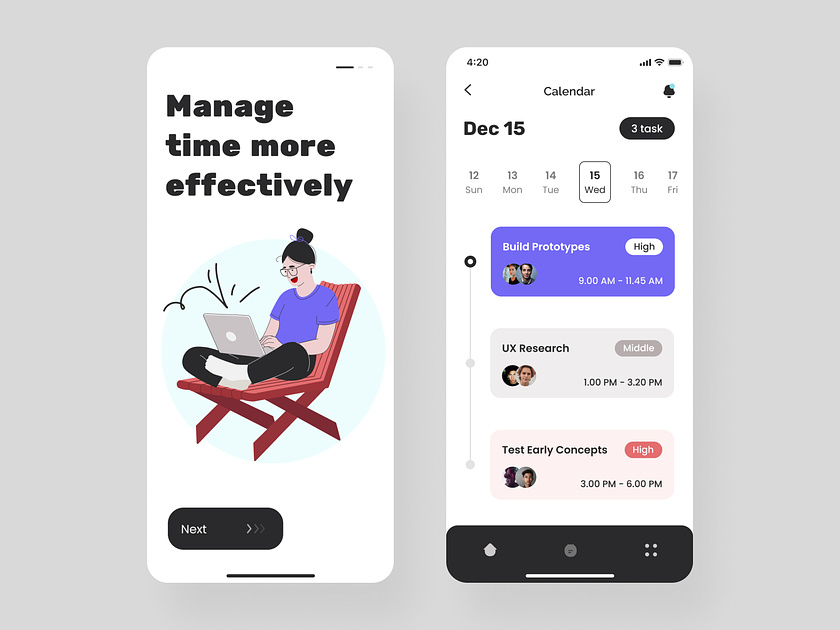 Manage
time more
effectively
Next
4:20
Calendar
Dec 15
3 task
12 13 14 15 16 17
Sun Mon Tue Wed Thu Fri
Build Prototypes High
9.00 AM - 11.45 AM
UX Research Middle
1.00 PM - 3.20 PM
Test Early Concepts High
3.00 PM - 6.00 PM